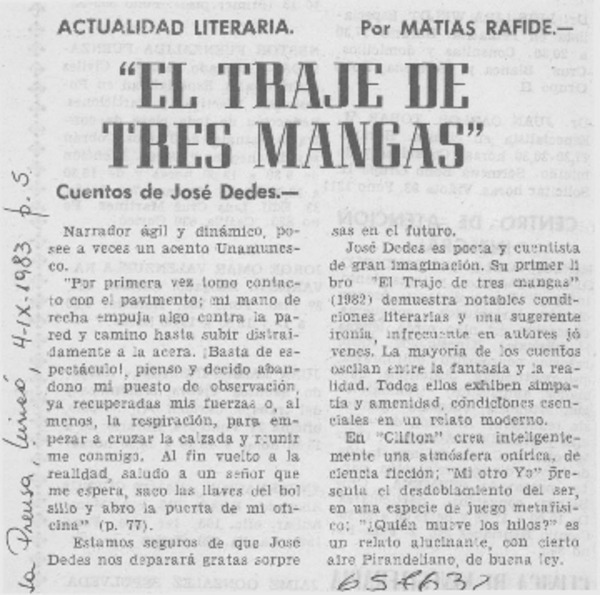 ACTUALIDAD LITERARIA.
Por MATIAS RAFIDE.—
"EL TRAJE DE
TRES MANGAS"
Cuentos de José Dedes.—
Narrador ágil y dinámico, po-
see a veces un acento Unamunes-
co.
"Por primera vez tomo contac-
to con el pavimento; mi mano de-
recha empuja algo contra la pa-
red y camino hasta subir distraí-
damente a la acera. ¡Basta de es-
pectáculo!, pienso y decido aban-
dono mi puesto de observación,
ya recuperadas mis fuerzas o, al
menos, la respiración, para em-
pezar a cruzar la calzada y reunir
me conmigo. Al fin vuelto a la
realidad, saludo a un señor que
me espera, saco las llaves del bol
sillo y abro la puerta de mi ofi-
cina" (p. 77).
Estamos seguros de que José
Dedes nos deparará gratas sorpre
sas en el futuro.
José Dedes es poeta y cuentista
de gran imaginación. Su primer li
bro "El Traje de tres mangas"
(1982) demuestra notables condi-
ciones literarias y una sugerente
ironía, infrecuente en autores jó
venes. La mayoría de los cuentos
oscilan entre la fantasía y la rea-
lidad. Todos ellos exhiben simpa-
tía y amenidad, condiciones esen-
ciales en un relato moderno.
En "Clifton" crea inteligente-
mente una atmósfera onírica, de
ciencia ficción; "Mi otro Yo" pre-
senta el desdoblamiento del ser,
en una especie de juego metafísi-
co; "¿Quién mueve los hilos?" es
un relato alucinante, con cierto
aire Pirandeliano, de buena ley.
La Prensa, Curicó, 4-IX-1983 p. 5.